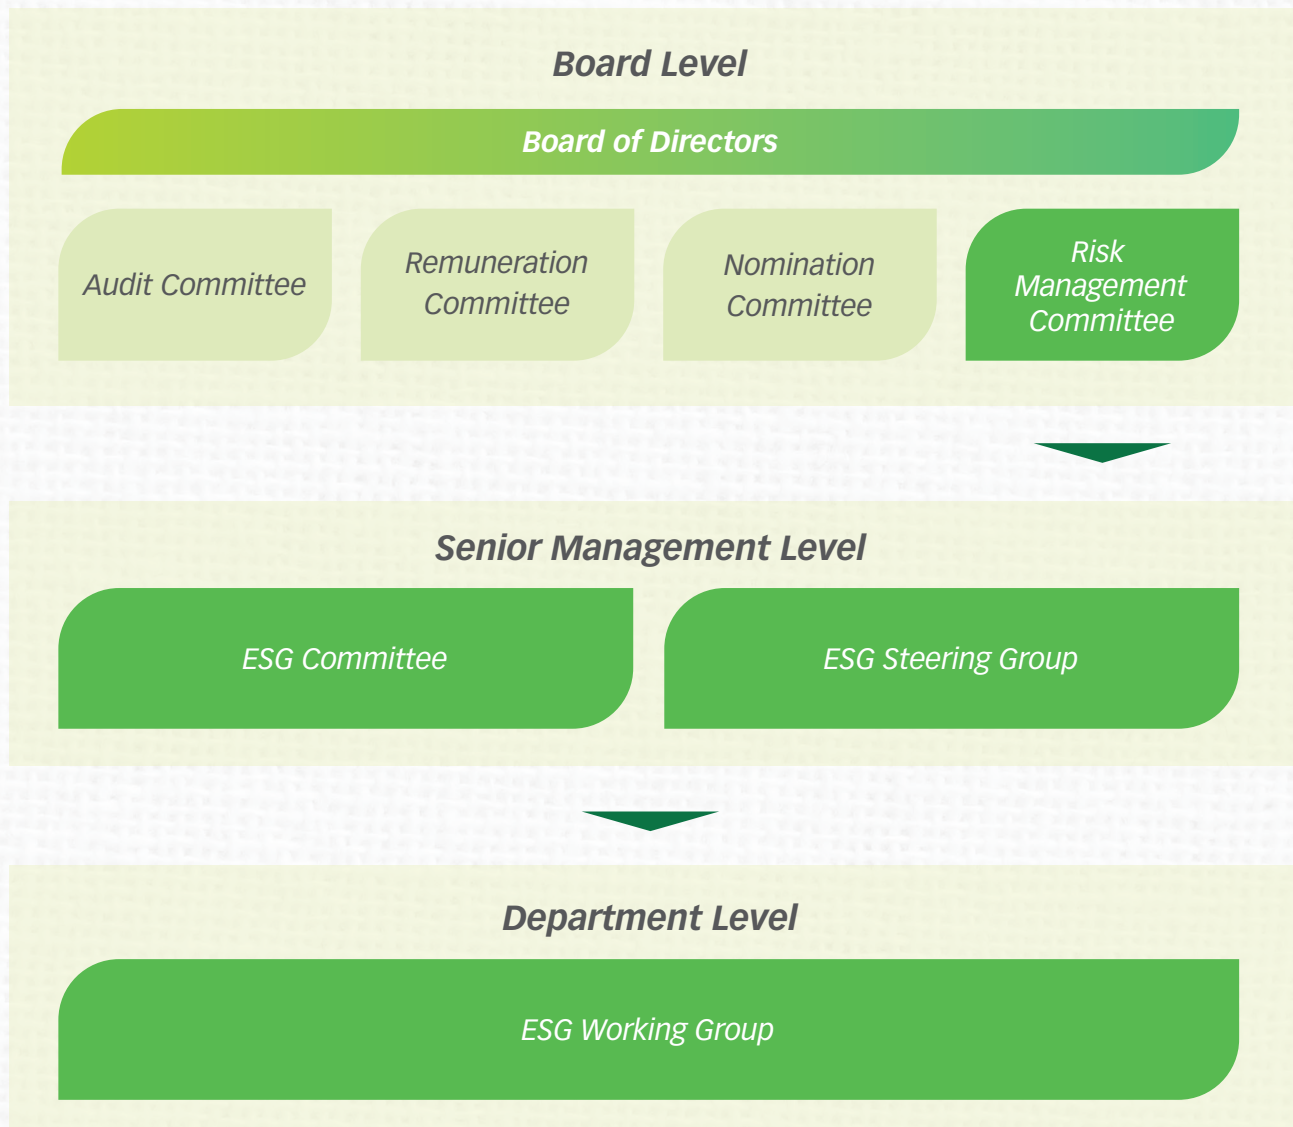 Board Level
Board of Directors
Audit Committee
Remuneration
Committee
Nomination
Committee
Risk
Management
Committee
Senior Management Level
ESG Committee
ESG Steering Group
Department Level
ESG Working Group